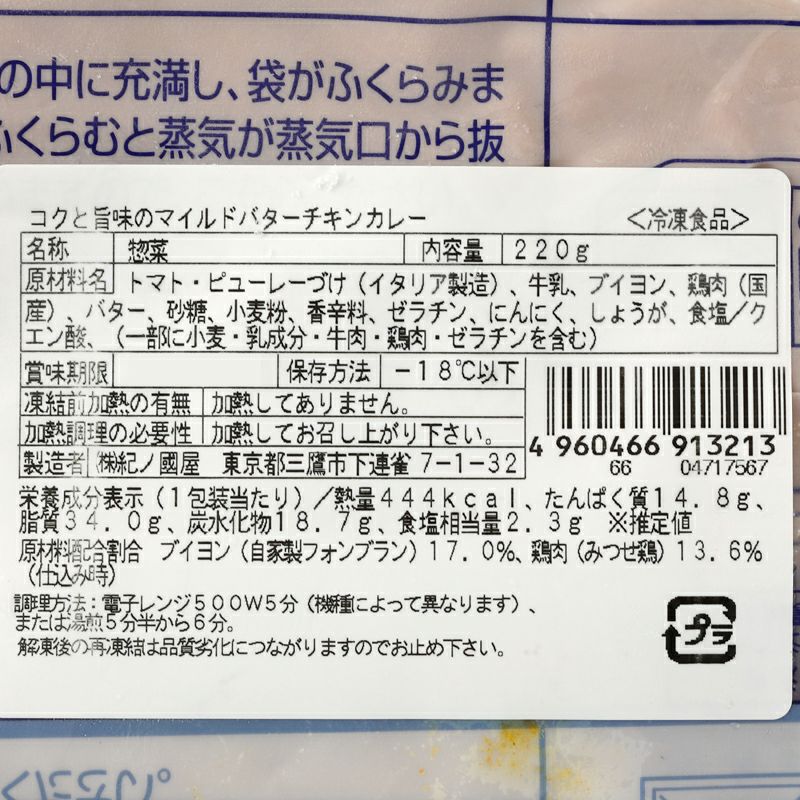 の中に充満し、袋がふくらみま
ふくらむと蒸気が蒸気口から抜
コクと旨味のマイルドバターチキンカレー <冷凍食品>
名称 惣菜 内容量 220g
原材料名 トマト・ピューレーづけ(イタリア製造)、牛乳、ブイヨン、鶏肉(国
産)、バター、砂糖、小麦粉、香辛料、ゼラチン、にんにく、しょうが、食塩/ク
エン酸、(一部に小麦・乳成分・牛肉・鶏肉・ゼラチンを含む)
賞味期限 保存方法 -18℃以下
凍結前加熱の有無 加熱してありません。
加熱調理の必要性 加熱してお召し上がり下さい。
製造者 ㈱紀ノ國屋 東京都三鷹市下連雀7-1-32
4 960466 913213
66 04717567
栄養成分表示(1包装当たり)/熱量444kcal、たんぱく質14.8g、
脂質34.0g、炭水化物18.7g、食塩相当量2.3g ※推定値
原材料配合割合 ブイヨン(自家製フォンブラン)17.0%、鶏肉(みつせ鶏)13.6%
(仕込み時)
調理方法:電子レンジ500W5分(機種によって異なります)、
または湯煎5分半から6分。
解凍後の再凍結は品質劣化につながりますのでお止め下さい。
プラ